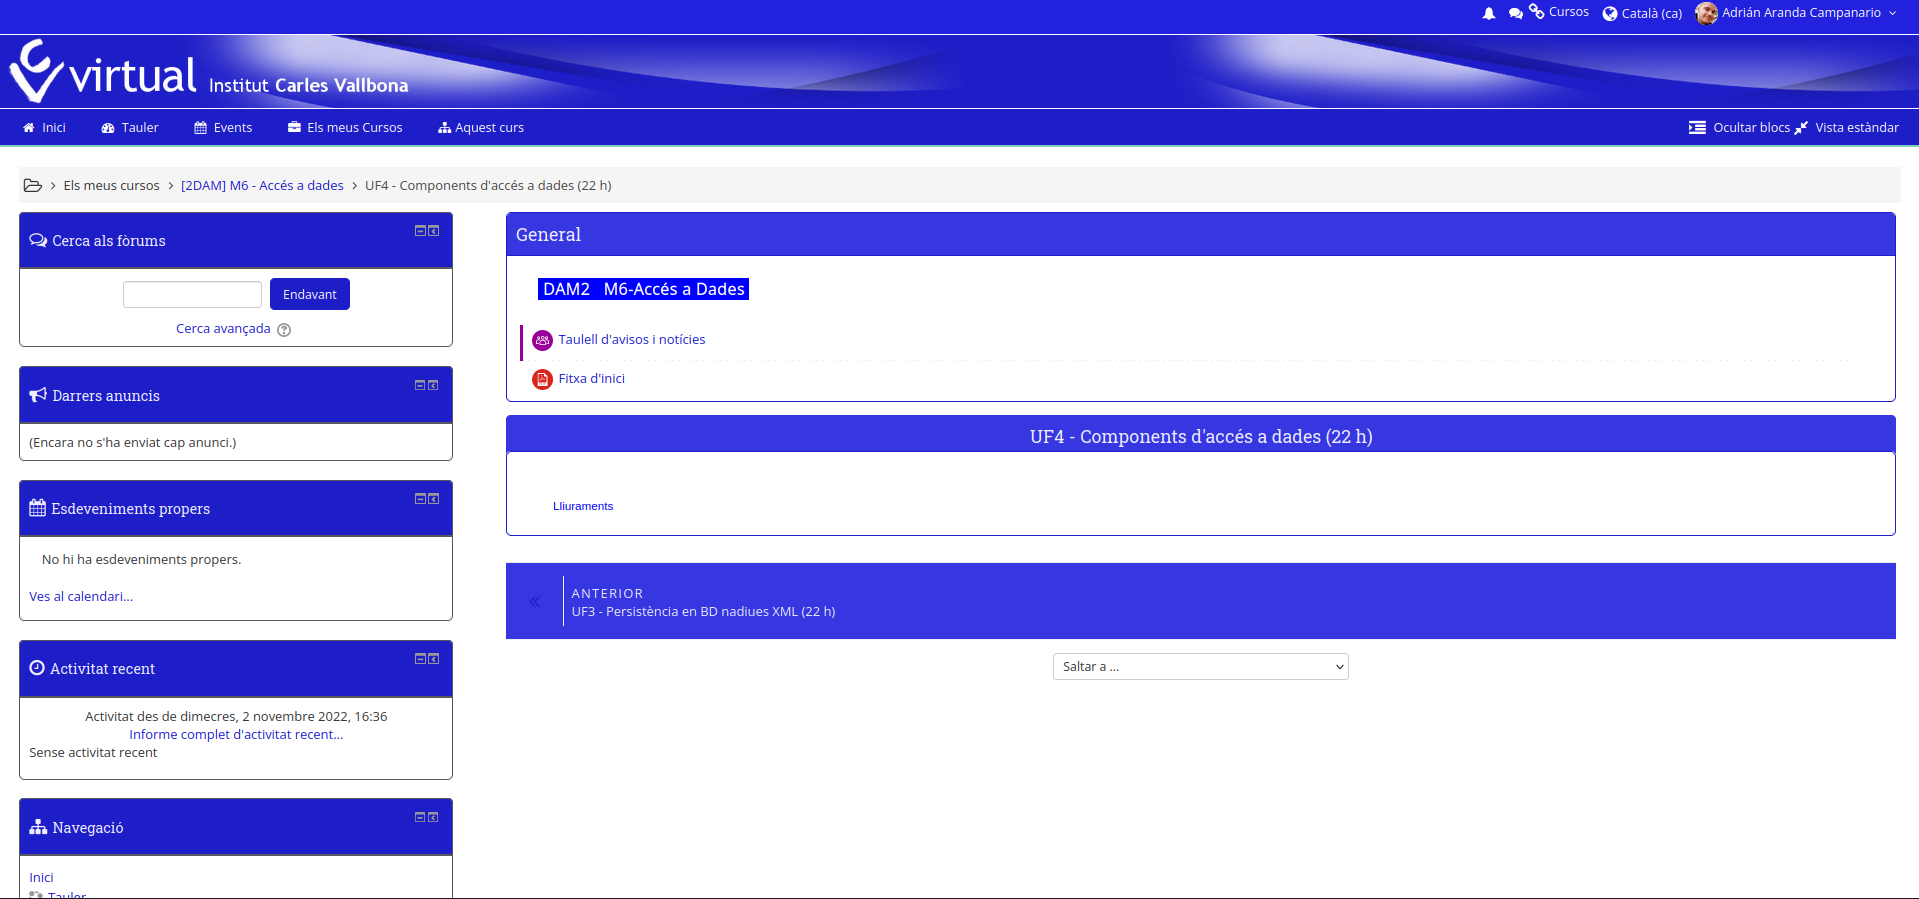 Cursos
Català (ca)
Adrián Aranda Campanario
virtual Institut Carles Vallbona
Inici
Tauler
Events
Els meus Cursos
Aquest curs
Ocultar blocs
Vista estàndar
Els meus cursos > [2DAM] M6 - Accés a dades > UF4 - Components d'accés a dades (22 h)
Cerca als fòrums
Endavant
Cerca avançada
Darrers anuncis
(Encara no s'ha enviat cap anunci.)
Esdeveniments propers
No hi ha esdeveniments propers.
Ves al calendari...
Activitat recent
Activitat des de dimecres, 2 novembre 2022, 16:36
Informe complet d'activitat recent...
Sense activitat recent
Navegació
Inici
Tauler
General
DAM2 M6-Accés a Dades
Taulell d'avisos i notícies
Fitxa d'inici
UF4 - Components d'accés a dades (22 h)
Lliuraments
ANTERIOR
UF3 - Persistència en BD nadiues XML (22 h)
Saltar a ...